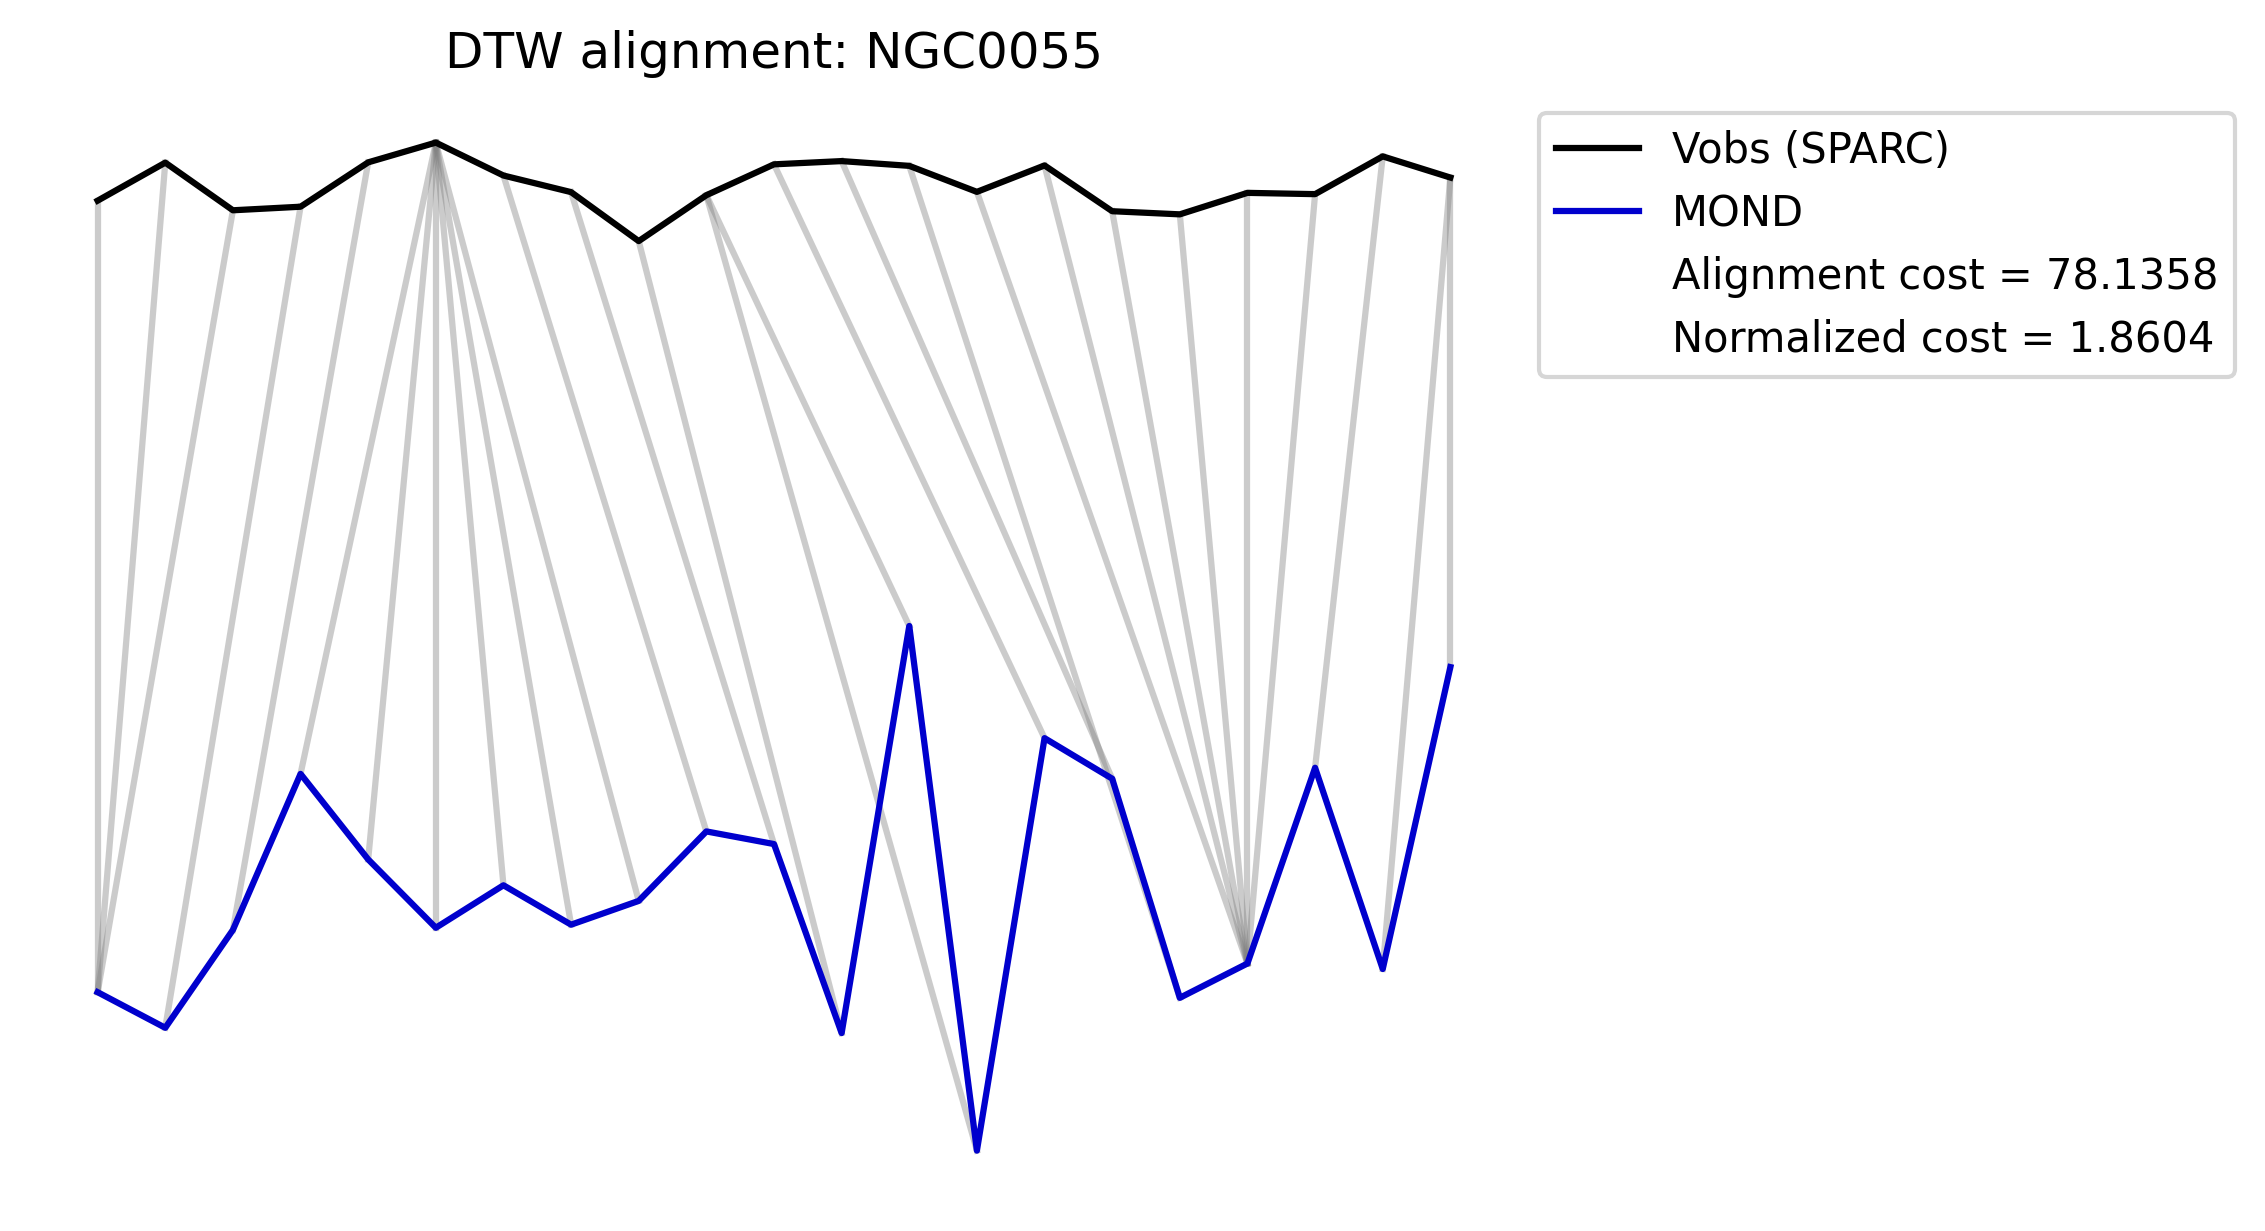 DTW alignment: NGC0055
Vobs (SPARC)
MOND
Alignment cost = 78.1358
Normalized cost = 1.8604